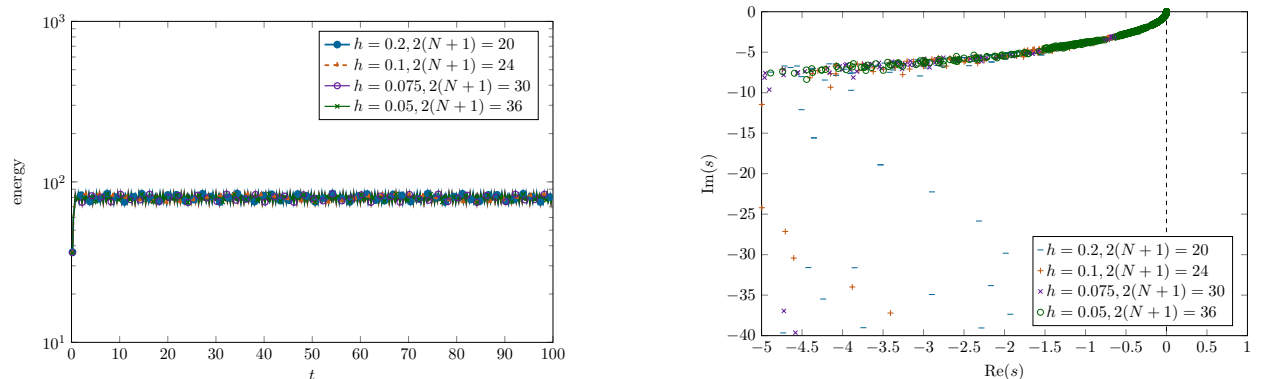 10^3
10^2
10^1
energy
0 10 20 30 40 50 60 70 80 90 100
t
h = 0.2, 2(N + 1) = 20
h = 0.1, 2(N + 1) = 24
h = 0.075, 2(N + 1) = 30
h = 0.05, 2(N + 1) = 36
0
−5
−10
−15
−20
−25
−30
−35
−40
Im(s)
−5 −4.5 −4 −3.5 −3 −2.5 −2 −1.5 −1 −0.5 0 0.5 1
Re(s)
h = 0.2, 2(N + 1) = 20
h = 0.1, 2(N + 1) = 24
h = 0.075, 2(N + 1) = 30
h = 0.05, 2(N + 1) = 36